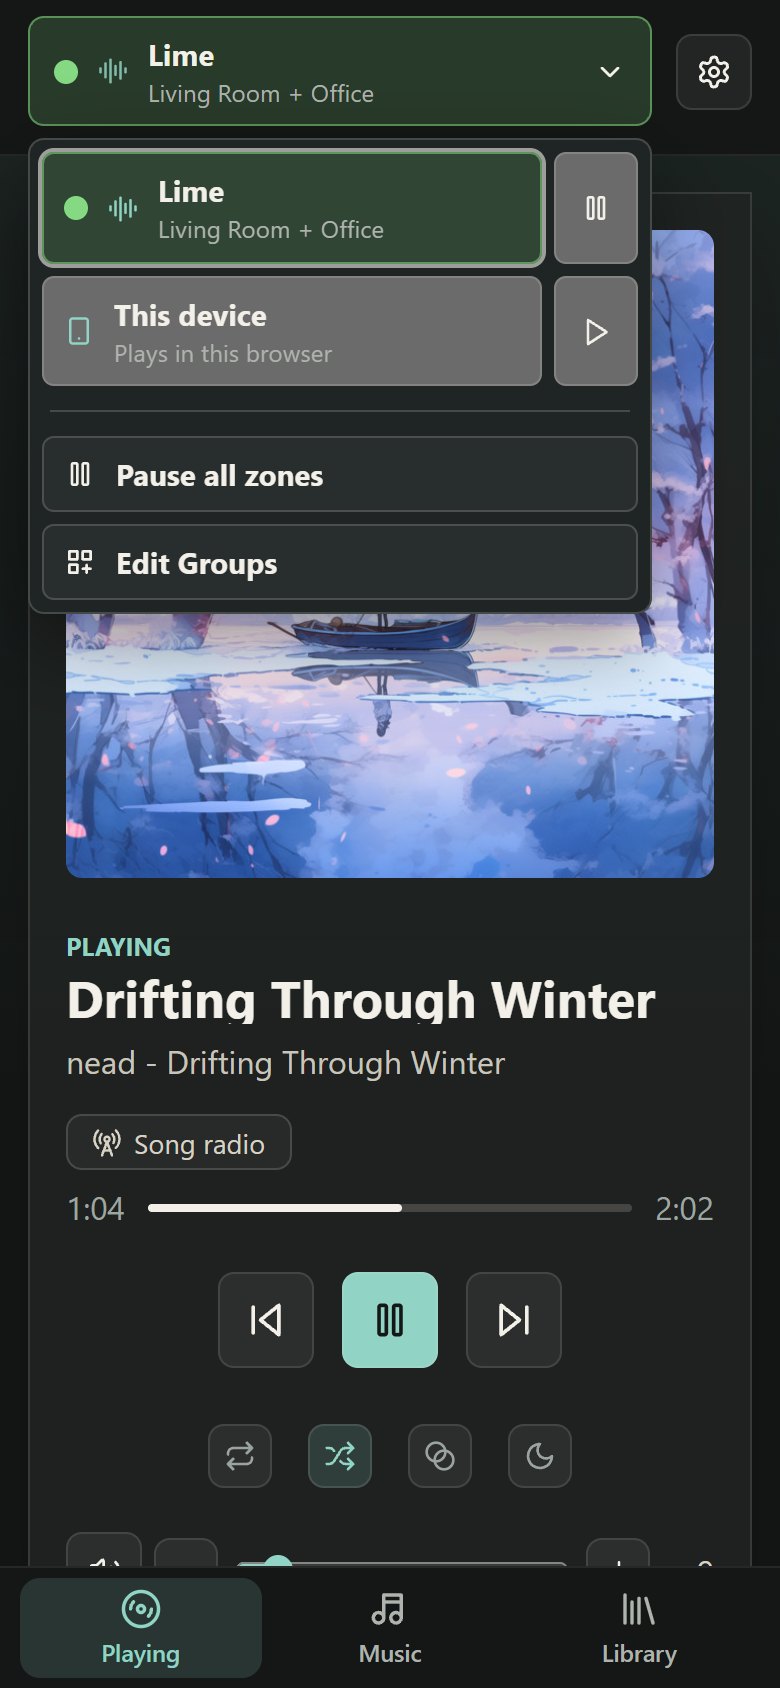 Lime
Living Room + Office
Lime
Living Room + Office
This device
Plays in this browser
Pause all zones
Edit Groups
PLAYING
Drifting Through Winter
nead - Drifting Through Winter
Song radio
1:04
2:02
Playing
Music
Library